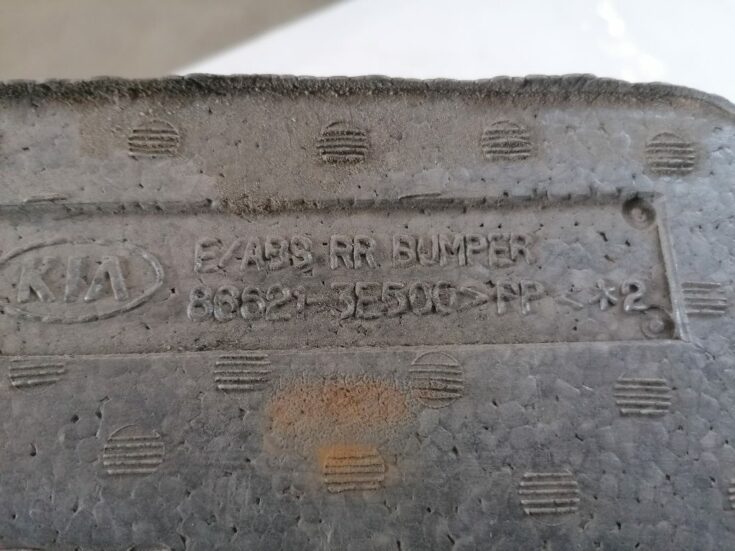 KIA
E/ABS RR BUMPER
86621-3E500 >PP< *2